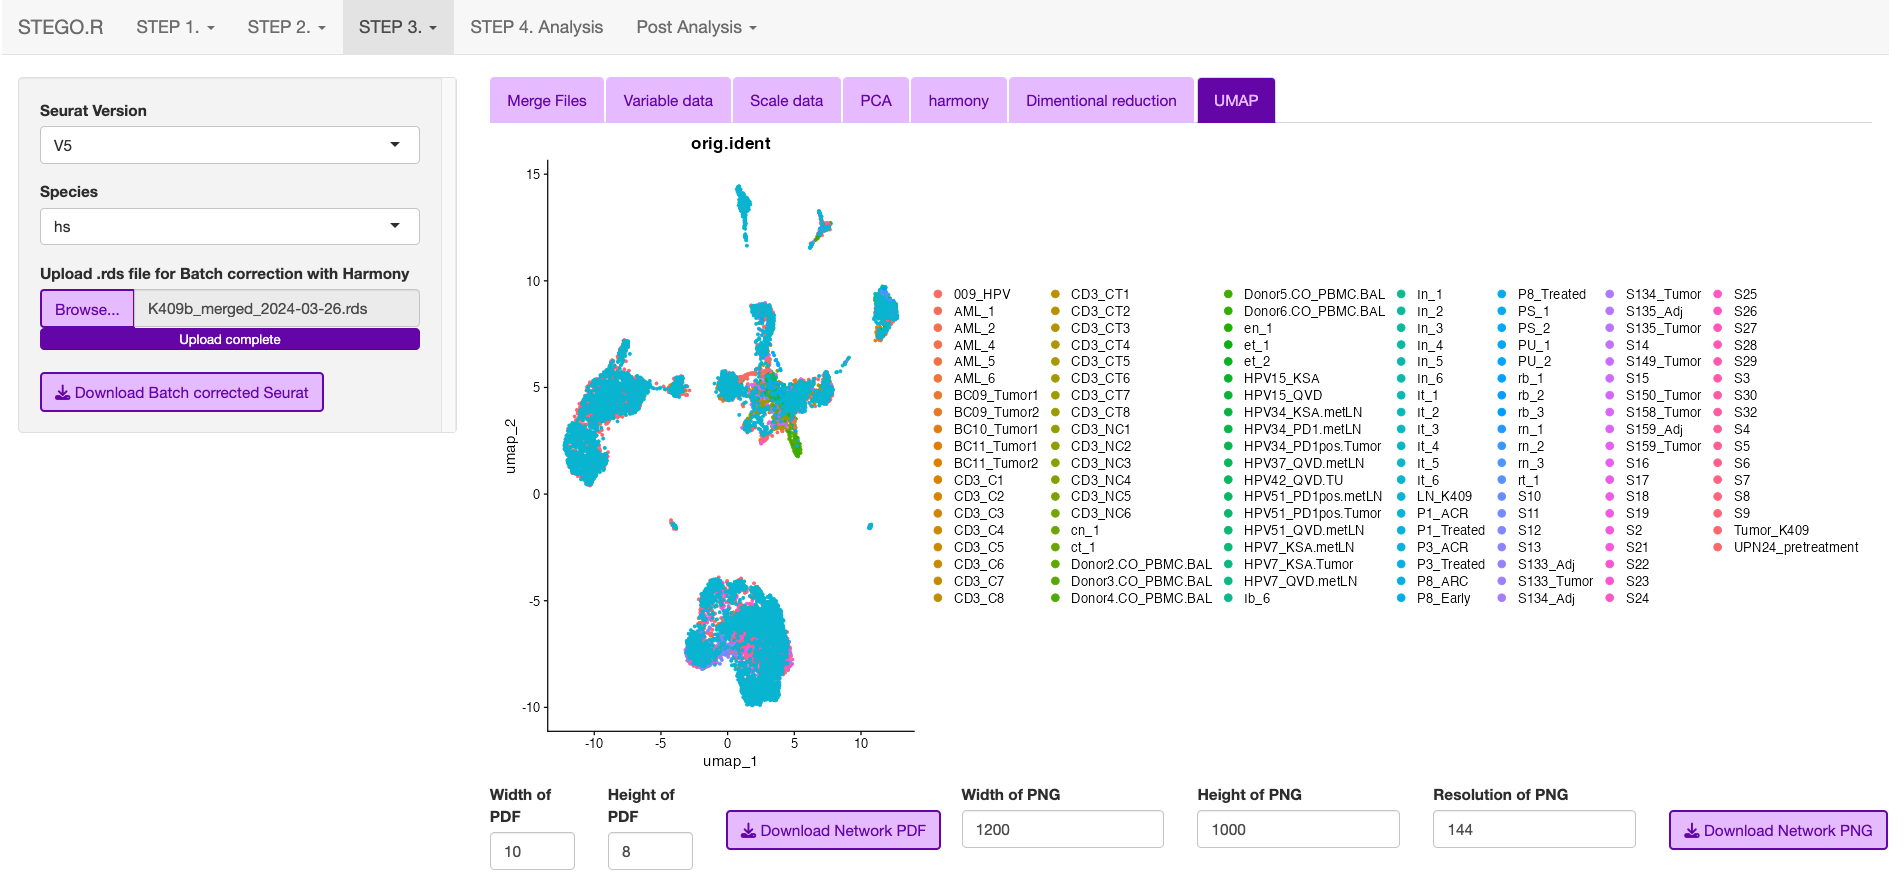 STEGO.R STEP 1. STEP 2. STEP 3. STEP 4. Analysis Post Analysis
Seurat Version
V5
Species
hs
Upload .rds file for Batch correction with Harmony
Browse... K409b_merged_2024-03-26.rds
Upload complete
Download Batch corrected Seurat
Merge Files Variable data Scale data PCA harmony Dimentional reduction UMAP
orig.ident
15
10
5
0
-5
-10
umap_2
-10 -5 0 5 10
umap_1
009_HPV
AML_1
AML_2
AML_4
AML_5
AML_6
BC09_Tumor1
BC09_Tumor2
BC10_Tumor1
BC11_Tumor1
BC11_Tumor2
CD3_C1
CD3_C2
CD3_C3
CD3_C4
CD3_C5
CD3_C6
CD3_C7
CD3_C8
CD3_CT1
CD3_CT2
CD3_CT3
CD3_CT4
CD3_CT5
CD3_CT6
CD3_CT7
CD3_CT8
CD3_NC1
CD3_NC2
CD3_NC3
CD3_NC4
CD3_NC5
CD3_NC6
cn_1
ct_1
Donor2.CO_PBMC.BAL
Donor3.CO_PBMC.BAL
Donor4.CO_PBMC.BAL
Donor5.CO_PBMC.BAL
Donor6.CO_PBMC.BAL
en_1
et_1
et_2
HPV15_KSA
HPV15_QVD
HPV34_KSA.metLN
HPV34_PD1.metLN
HPV34_PD1pos.Tumor
HPV37_QVD.metLN
HPV42_QVD.TU
HPV51_PD1pos.metLN
HPV51_PD1pos.Tumor
HPV51_QVD.metLN
HPV7_KSA.metLN
HPV7_KSA.Tumor
HPV7_QVD.metLN
lb_6
ln_1
ln_2
ln_3
ln_4
ln_5
ln_6
lt_1
lt_2
lt_3
lt_4
lt_5
lt_6
LN_K409
P1_ACR
P1_Treated
P3_ACR
P3_Treated
P8_ARC
P8_Early
P8_Treated
PS_1
PS_2
PU_1
PU_2
rb_1
rb_2
rb_3
rn_1
rn_2
rn_3
rt_1
S10
S11
S12
S13
S133_Adj
S133_Tumor
S134_Adj
S134_Tumor
S135_Adj
S135_Tumor
S14
S149_Tumor
S15
S150_Tumor
S158_Tumor
S159_Adj
S159_Tumor
S16
S17
S18
S19
S2
S21
S22
S23
S24
S25
S26
S27
S28
S29
S3
S30
S32
S4
S5
S6
S7
S8
S9
Tumor_K409
UPN24_pretreatment
Width of
PDF
10
Height of
PDF
8
Download Network PDF
Width of PNG
1200
Height of PNG
1000
Resolution of PNG
144
Download Network PNG